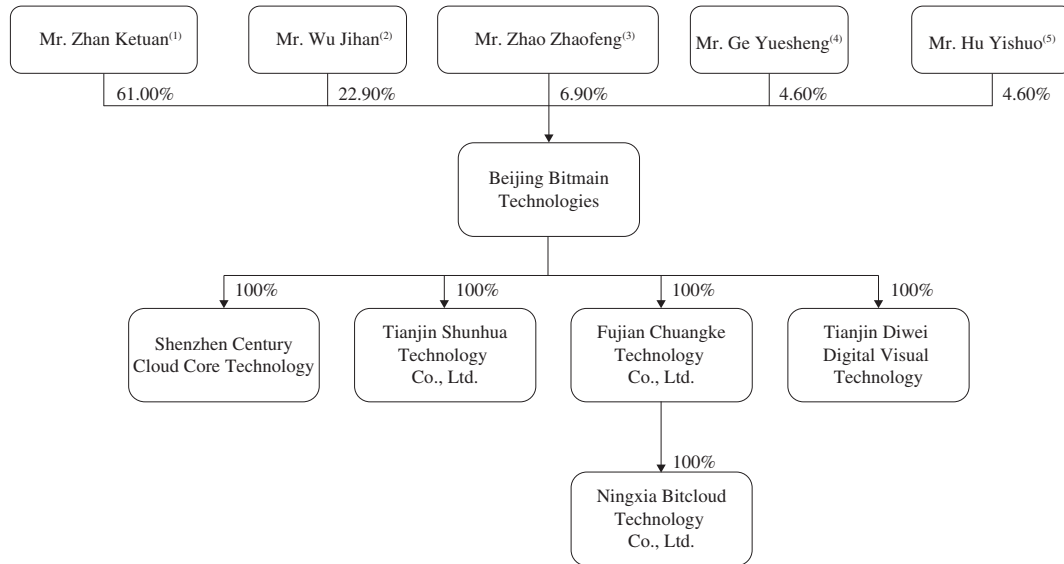 Mr. Zhan Ketuan(1)
Mr. Wu Jihan(2)
Mr. Zhao Zhaofeng(3)
Mr. Ge Yuesheng(4)
Mr. Hu Yishuo(5)
61.00%
22.90%
6.90%
4.60%
4.60%
Beijing Bitmain
Technologies
100%
100%
100%
100%
Shenzhen Century
Cloud Core Technology
Tianjin Shunhua
Technology
Co., Ltd.
Fujian Chuangke
Technology
Co., Ltd.
Tianjin Diwei
Digital Visual
Technology
100%
Ningxia Bitcloud
Technology
Co., Ltd.